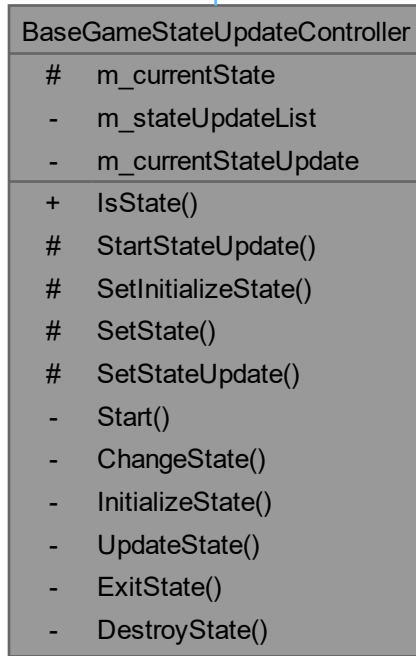 BaseGameStateUpdateController
# m_currentState
- m_stateUpdateList
- m_currentStateUpdate
+ IsState()
# StartStateUpdate()
# SetInitializeState()
# SetState()
# SetStateUpdate()
- Start()
- ChangeState()
- InitializeState()
- UpdateState()
- ExitState()
- DestroyState()